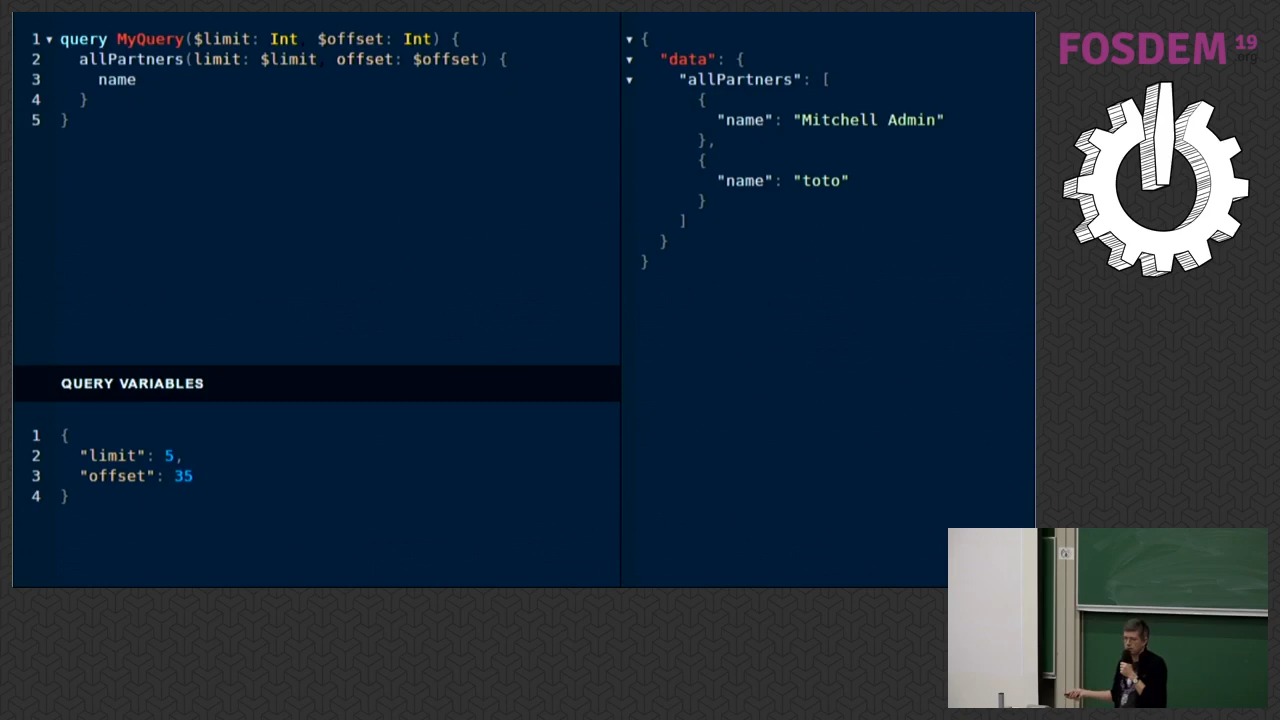 1 query MyQuery($limit: Int, $offset: Int) {
2 allPartners(limit: $limit, offset: $offset) {
3 name
4 }
5 }
QUERY VARIABLES
1 {
2 "limit": 5,
3 "offset": 35
4 }
{
"data": {
"allPartners": [
{
"name": "Mitchell Admin"
},
{
"name": "toto"
}
]
}
}
FOSDEM 19
.org